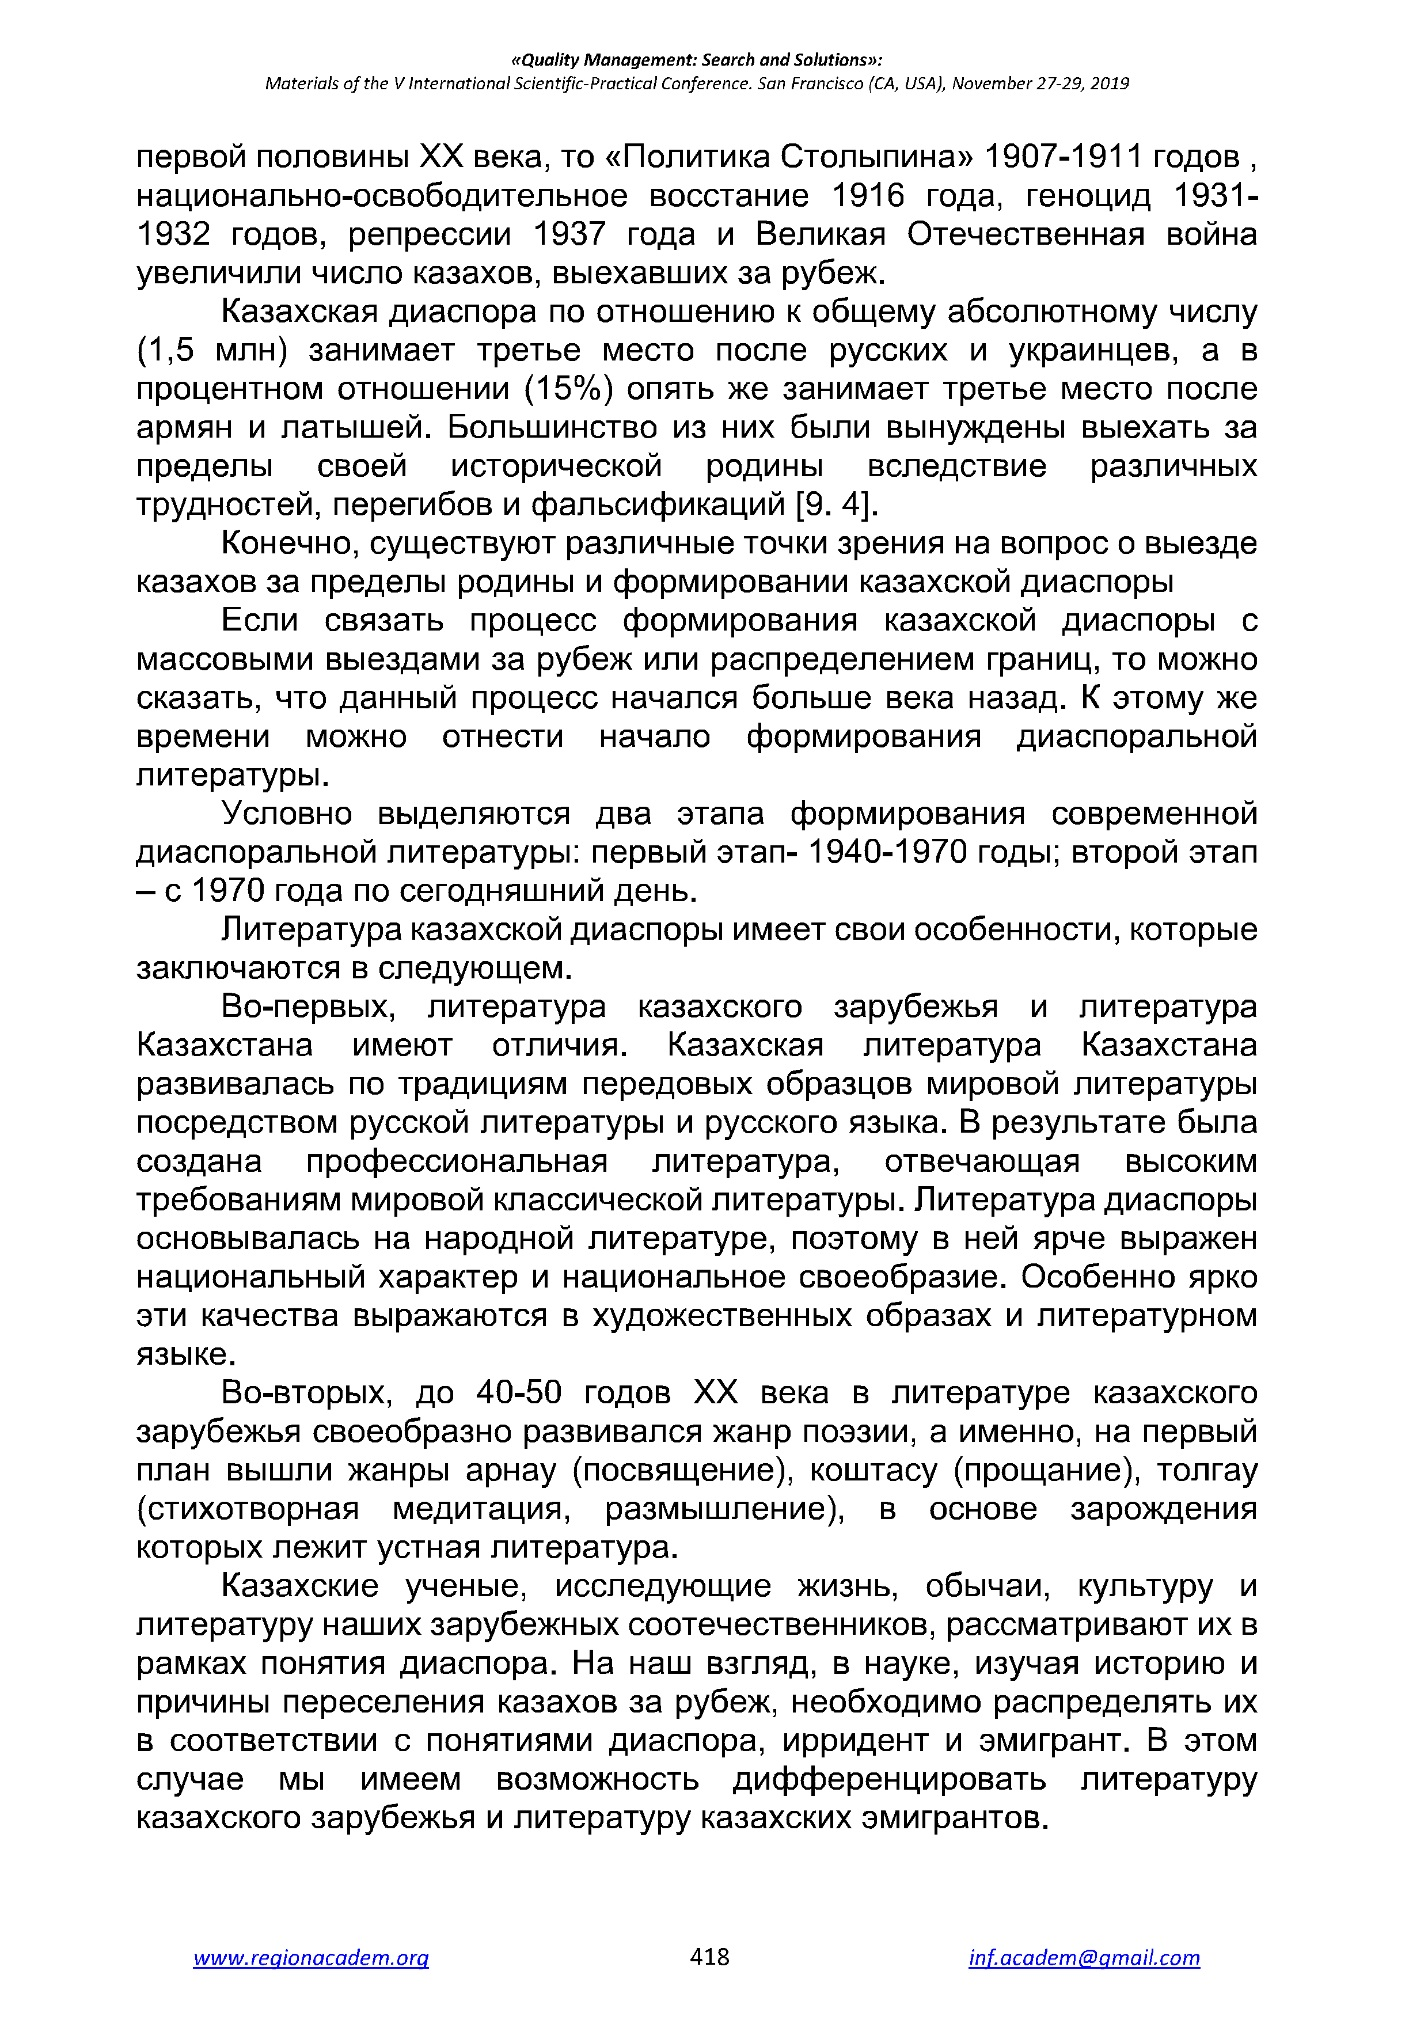 «Quality Management: Search and Solutions»:
Materials of the V International Scientific-Practical Conference. San Francisco (CA, USA), November 27-29, 2019
первой половины ХХ века, то «Политика Столыпина» 1907-1911 годов ,
национально-освободительное восстание 1916 года, геноцид 1931-
1932 годов, репрессии 1937 года и Великая Отечественная война
увеличили число казахов, выехавших за рубеж.
Казахская диаспора по отношению к общему абсолютному числу
(1,5 млн) занимает третье место после русских и украинцев, а в
процентном отношении (15%) опять же занимает третье место после
армян и латышей. Большинство из них были вынуждены выехать за
пределы своей исторической родины вследствие различных
трудностей, перегибов и фальсификаций [9. 4].
Конечно, существуют различные точки зрения на вопрос о выезде
казахов за пределы родины и формировании казахской диаспоры
Если связать процесс формирования казахской диаспоры с
массовыми выездами за рубеж или распределением границ, то можно
сказать, что данный процесс начался больше века назад. К этому же
времени можно отнести начало формирования диаспоральной
литературы.
Условно выделяются два этапа формирования современной
диаспоральной литературы: первый этап- 1940-1970 годы; второй этап
– с 1970 года по сегодняшний день.
Литература казахской диаспоры имеет свои особенности, которые
заключаются в следующем.
Во-первых, литература казахского зарубежья и литература
Казахстана имеют отличия. Казахская литература Казахстана
развивалась по традициям передовых образцов мировой литературы
посредством русской литературы и русского языка. В результате была
создана профессиональная литература, отвечающая высоким
требованиям мировой классической литературы. Литература диаспоры
основывалась на народной литературе, поэтому в ней ярче выражен
национальный характер и национальное своеобразие. Особенно ярко
эти качества выражаются в художественных образах и литературном
языке.
Во-вторых, до 40-50 годов ХХ века в литературе казахского
зарубежья своеобразно развивался жанр поэзии, а именно, на первый
план вышли жанры арнау (посвящение), коштасу (прощание), толгау
(стихотворная медитация, размышление), в основе зарождения
которых лежит устная литература.
Казахские ученые, исследующие жизнь, обычаи, культуру и
литературу наших зарубежных соотечественников, рассматривают их в
рамках понятия диаспора. На наш взгляд, в науке, изучая историю и
причины переселения казахов за рубеж, необходимо распределять их
в соответствии с понятиями диаспора, ирридент и эмигрант. В этом
случае мы имеем возможность дифференцировать литературу
казахского зарубежья и литературу казахских эмигрантов.
www.regionacadem.org 418 inf.academ@gmail.com